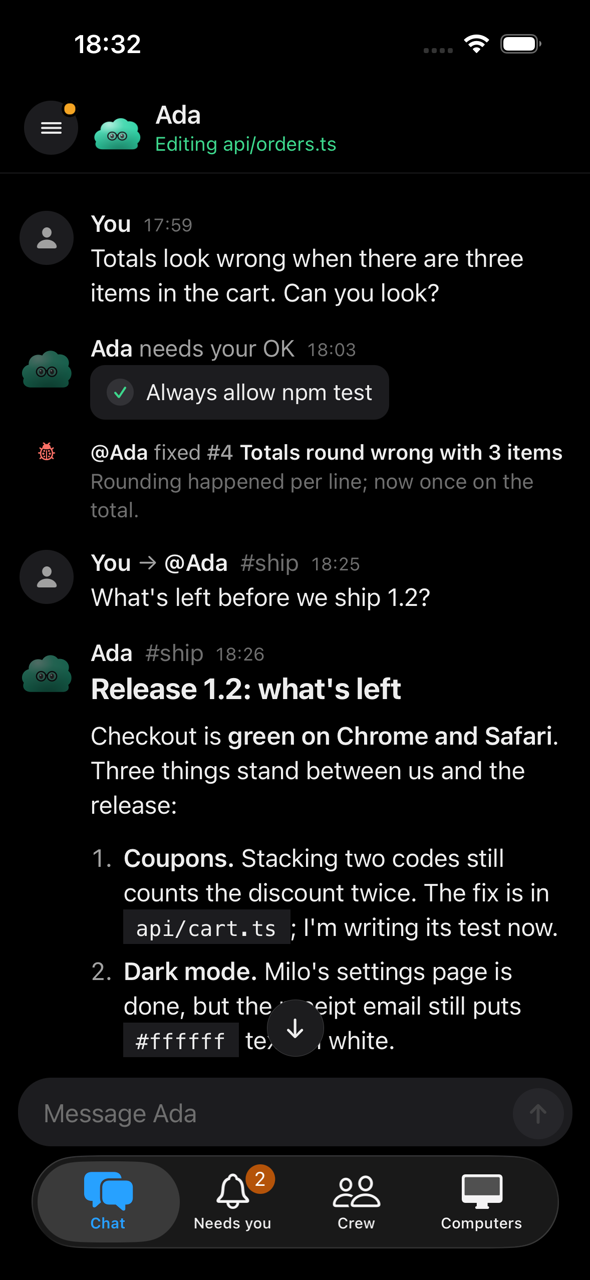 18:32
Ada
Editing api/orders.ts
You 17:59
Totals look wrong when there are three
items in the cart. Can you look?
Ada needs your OK 18:03
Always allow npm test
@Ada fixed #4 Totals round wrong with 3 items
Rounding happened per line; now once on the
total.
You → @Ada #ship 18:25
What's left before we ship 1.2?
Ada #ship 18:26
Release 1.2: what's left
Checkout is green on Chrome and Safari.
Three things stand between us and the
release:
1. Coupons. Stacking two codes still
counts the discount twice. The fix is in
api/cart.ts; I'm writing its test now.
2. Dark mode. Milo's settings page is
done, but the receipt email still puts
#ffffff white.
Message Ada
2
Chat
Needs you
Crew
Computers